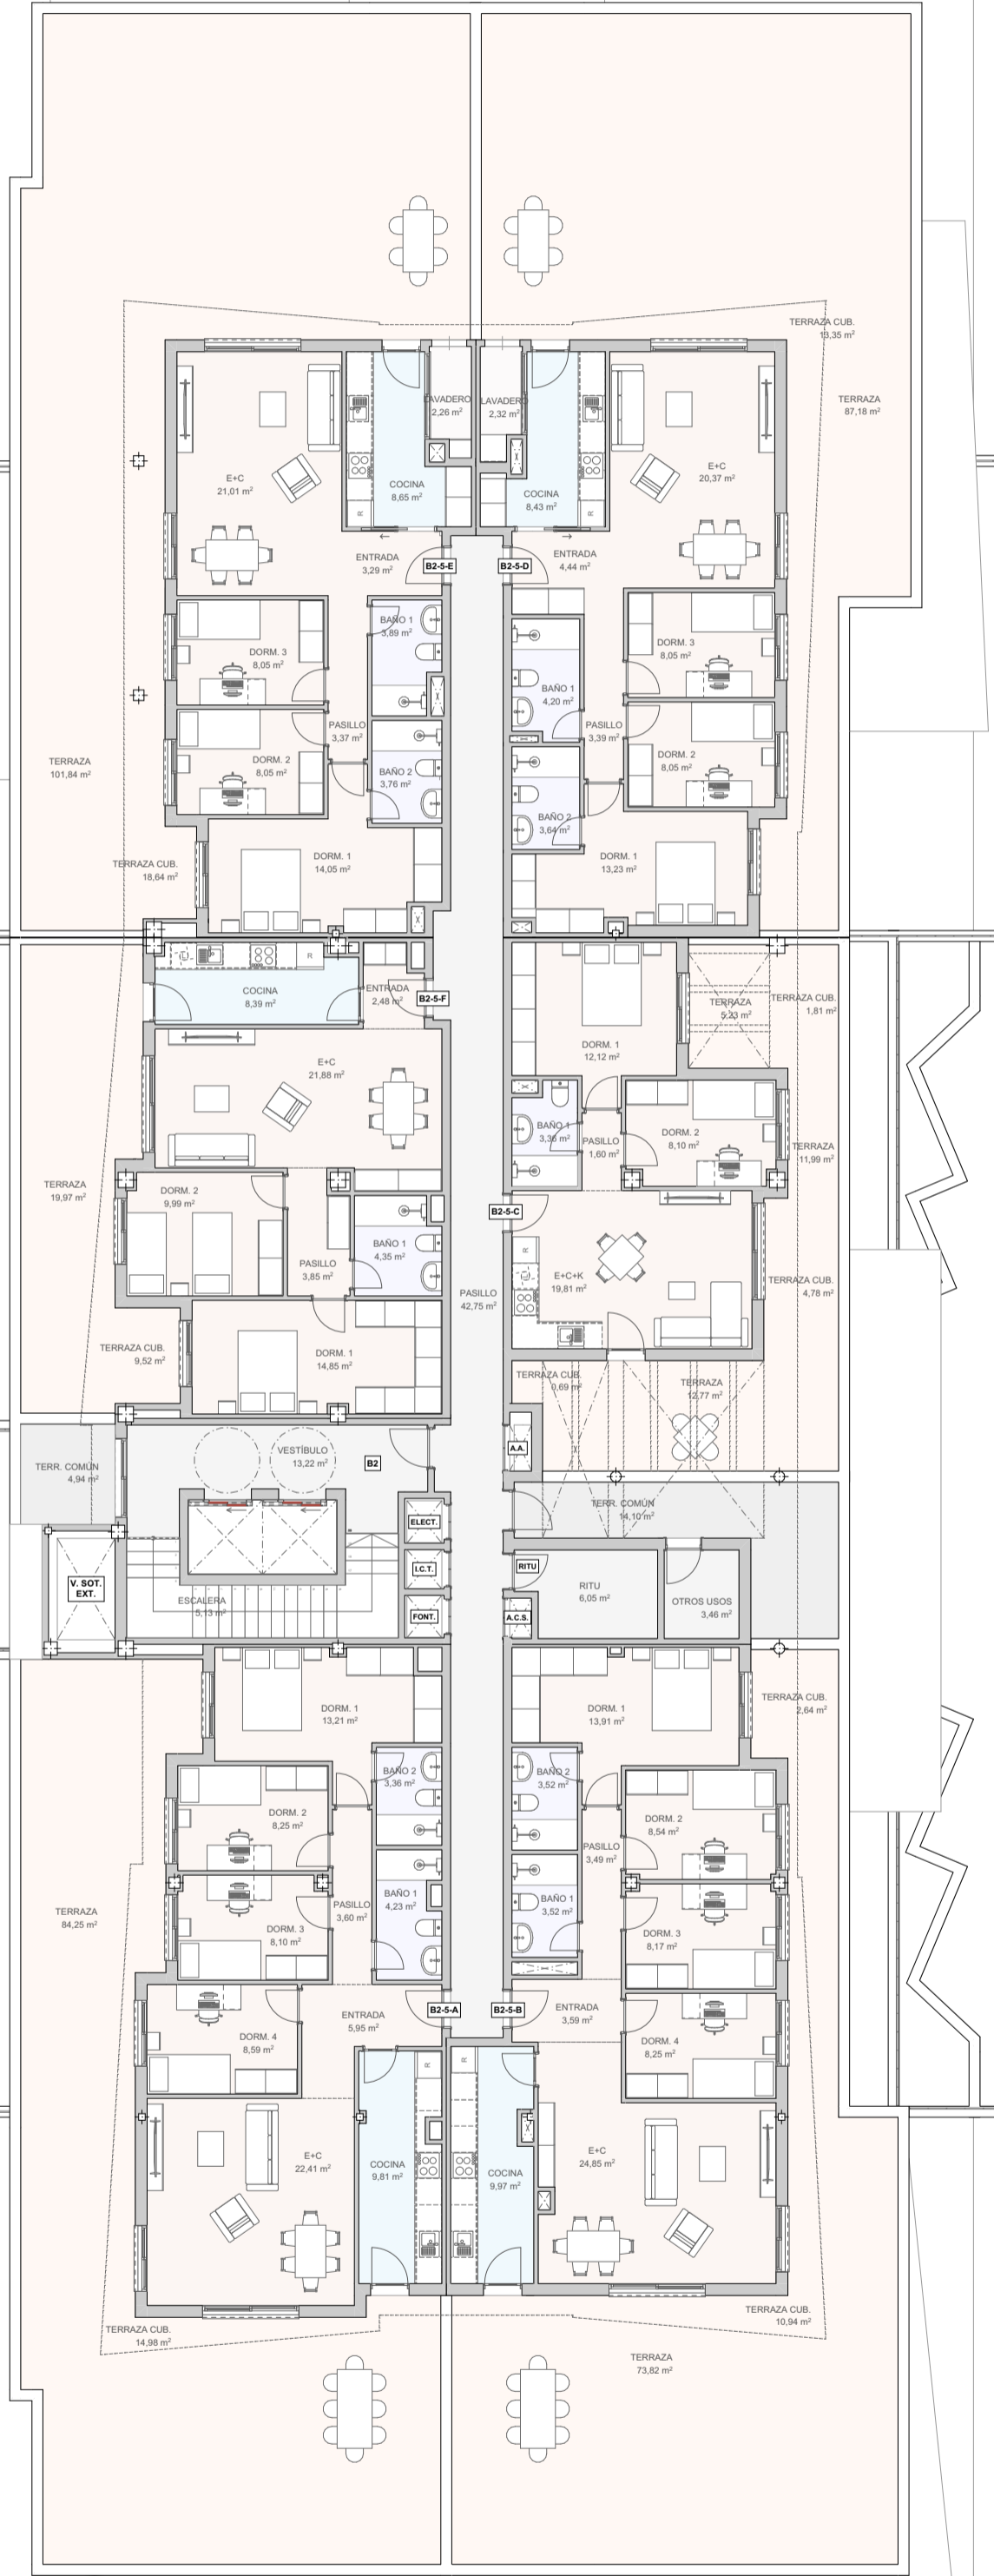 TERRAZA CUB.
13,35 m²
TERRAZA
87,18 m²
LAVADERO
2,26 m²
LAVADERO
2,32 m²
E+C
21,01 m²
COCINA
8,65 m²
R
COCINA
8,43 m²
R
E+C
20,37 m²
ENTRADA
3,29 m²
B2-5-E
B2-5-D
ENTRADA
4,44 m²
BAÑO 1
3,89 m²
DORM. 3
8,05 m²
DORM. 3
8,05 m²
BAÑO 1
4,20 m²
PASILLO
3,37 m²
PASILLO
3,39 m²
TERRAZA
101,84 m²
DORM. 2
8,05 m²
BAÑO 2
3,76 m²
DORM. 2
8,05 m²
BAÑO 2
3,64 m²
TERRAZA CUB.
18,64 m²
DORM. 1
14,05 m²
DORM. 1
13,23 m²
R
COCINA
8,39 m²
ENTRADA
2,48 m²
B2-5-F
TERRAZA
5,23 m²
TERRAZA CUB.
1,81 m²
DORM. 1
12,12 m²
E+C
21,88 m²
BAÑO 1
3,36 m²
PASILLO
1,60 m²
DORM. 2
8,10 m²
TERRAZA
11,99 m²
TERRAZA
19,97 m²
DORM. 2
9,99 m²
B2-5-C
BAÑO 1
4,35 m²
PASILLO
3,85 m²
R
E+C+K
19,81 m²
TERRAZA CUB.
4,78 m²
PASILLO
42,75 m²
TERRAZA CUB.
9,52 m²
DORM. 1
14,85 m²
TERRAZA CUB.
0,69 m²
TERRAZA
12,77 m²
TERR. COMÚN
4,94 m²
VESTÍBULO
13,22 m²
B2
A.A.
TERR. COMÚN
14,10 m²
ELECT.
I.C.T.
FONT.
V. SOT.
EXT.
ESCALERA
5,13 m²
RITU
A.C.S.
RITU
6,05 m²
OTROS USOS
3,46 m²
DORM. 1
13,21 m²
DORM. 1
13,91 m²
TERRAZA CUB.
2,64 m²
BAÑO 2
3,36 m²
BAÑO 2
3,52 m²
DORM. 2
8,25 m²
DORM. 2
8,54 m²
PASILLO
3,49 m²
TERRAZA
84,25 m²
BAÑO 1
4,23 m²
PASILLO
3,60 m²
BAÑO 1
3,52 m²
DORM. 3
8,10 m²
DORM. 3
8,17 m²
ENTRADA
5,95 m²
B2-5-A
B2-5-B
ENTRADA
3,59 m²
DORM. 4
8,59 m²
DORM. 4
8,25 m²
R
R
E+C
22,41 m²
COCINA
9,81 m²
COCINA
9,97 m²
E+C
24,85 m²
TERRAZA CUB.
14,98 m²
TERRAZA CUB.
10,94 m²
TERRAZA
73,82 m²